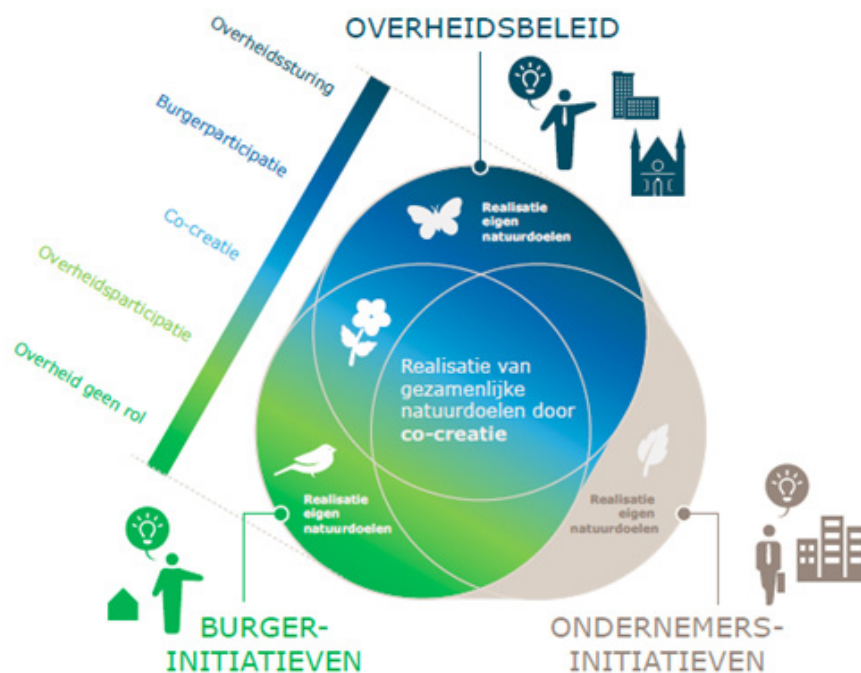 OVERHEIDSBELEID
Overheidssturing
Burgerparticipatie
Co-creatie
Overheidsparticipatie
Overheid geen rol
Realisatie
eigen
natuurdoelen
Realisatie van
gezamenlijke
natuurdoelen door
co-creatie
Realisatie
eigen
natuurdoelen
Realisatie
eigen
natuurdoelen
BURGER-
INITIATIEVEN
ONDERNEMERS-
INITIATIEVEN